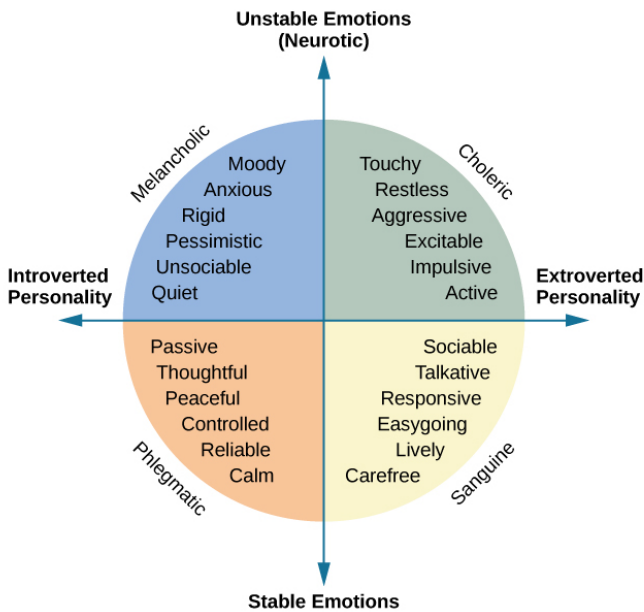 Unstable Emotions
(Neurotic)
Melancholic
Moody
Anxious
Rigid
Pessimistic
Unsociable
Quiet
Choleric
Touchy
Restless
Aggressive
Excitable
Impulsive
Active
Introverted
Personality
Extroverted
Personality
Passive
Thoughtful
Peaceful
Controlled
Reliable
Calm
Phlegmatic
Sociable
Talkative
Responsive
Easygoing
Lively
Carefree
Sanguine
Stable Emotions